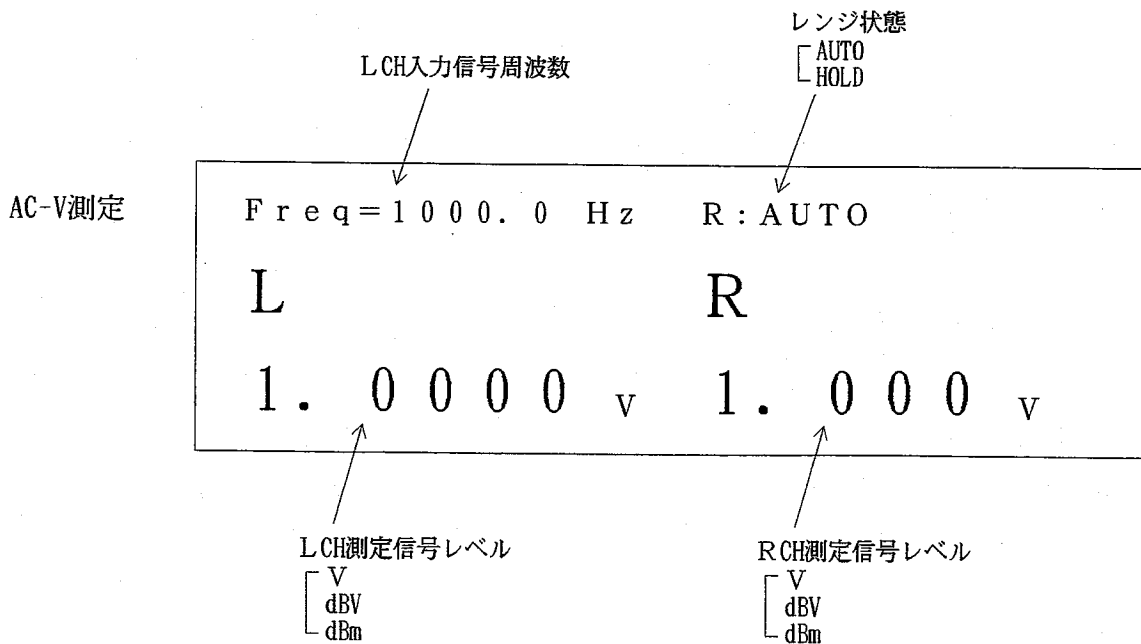 レンジ状態
AUTO
HOLD
LCH入力信号周波数
AC-V測定
Freq=1000.0 Hz R:AUTO
L R
1.0000 V 1.000 V
LCH測定信号レベル
V
dBV
dBm
RCH測定信号レベル
V
dBV
dBm